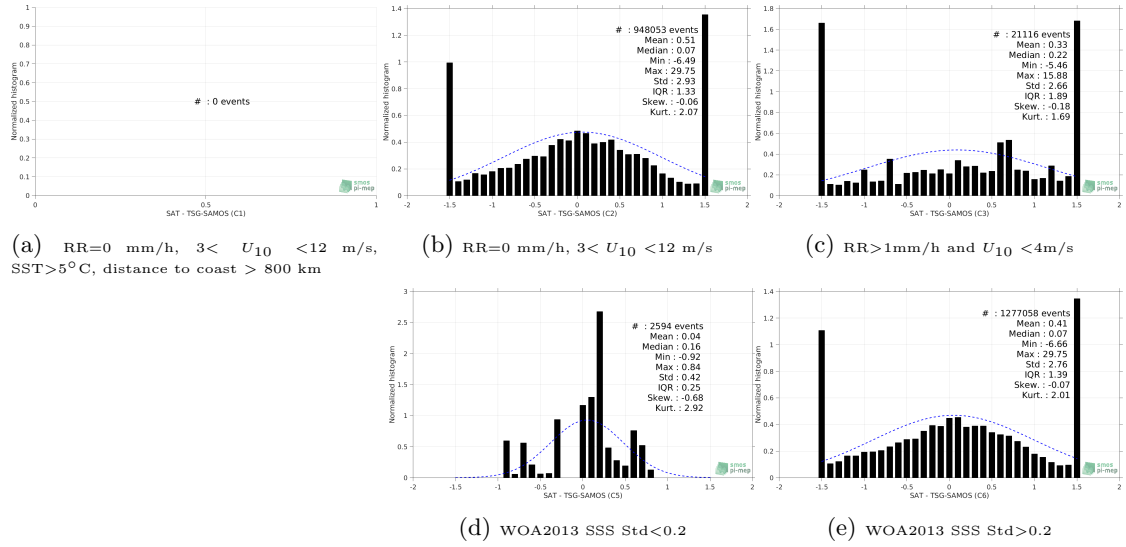 1
0.9
0.8
0.7
0.6
0.5
0.4
0.3
0.2
0.1
0
Normalized histogram
# : 0 events
smos
pi-mep
0 0.5 1
SAT - TSG-SAMOS (C1)
(a) RR=0 mm/h, 3< U10 <12 m/s,
SST>5°C, distance to coast > 800 km
1.4
1.2
1
0.8
0.6
0.4
0.2
0
Normalized histogram
# : 948053 events
Mean : 0.51
Median : 0.07
Min : -6.49
Max : 29.75
Std : 2.93
IQR : 1.33
Skew. : -0.06
Kurt. : 2.07
smos
pi-mep
-2 -1.5 -1 -0.5 0 0.5 1 1.5 2
SAT - TSG-SAMOS (C2)
(b) RR=0 mm/h, 3< U10 <12 m/s
1.8
1.6
1.4
1.2
1
0.8
0.6
0.4
0.2
0
Normalized histogram
# : 21116 events
Mean : 0.33
Median : 0.22
Min : -5.46
Max : 15.88
Std : 2.66
IQR : 1.89
Skew. : -0.18
Kurt. : 1.69
smos
pi-mep
-2 -1.5 -1 -0.5 0 0.5 1 1.5 2
SAT - TSG-SAMOS (C3)
(c) RR>1mm/h and U10 <4m/s
3
2.5
2
1.5
1
0.5
0
Normalized histogram
# : 2594 events
Mean : 0.04
Median : 0.16
Min : -0.92
Max : 0.84
Std : 0.42
IQR : 0.25
Skew. : -0.68
Kurt. : 2.92
smos
pi-mep
-2 -1.5 -1 -0.5 0 0.5 1 1.5 2
SAT - TSG-SAMOS (C5)
(d) WOA2013 SSS Std<0.2
1.4
1.2
1
0.8
0.6
0.4
0.2
0
Normalized histogram
# : 1277058 events
Mean : 0.41
Median : 0.07
Min : -6.66
Max : 29.75
Std : 2.76
IQR : 1.39
Skew. : -0.07
Kurt. : 2.01
smos
pi-mep
-2 -1.5 -1 -0.5 0 0.5 1 1.5 2
SAT - TSG-SAMOS (C6)
(e) WOA2013 SSS Std>0.2